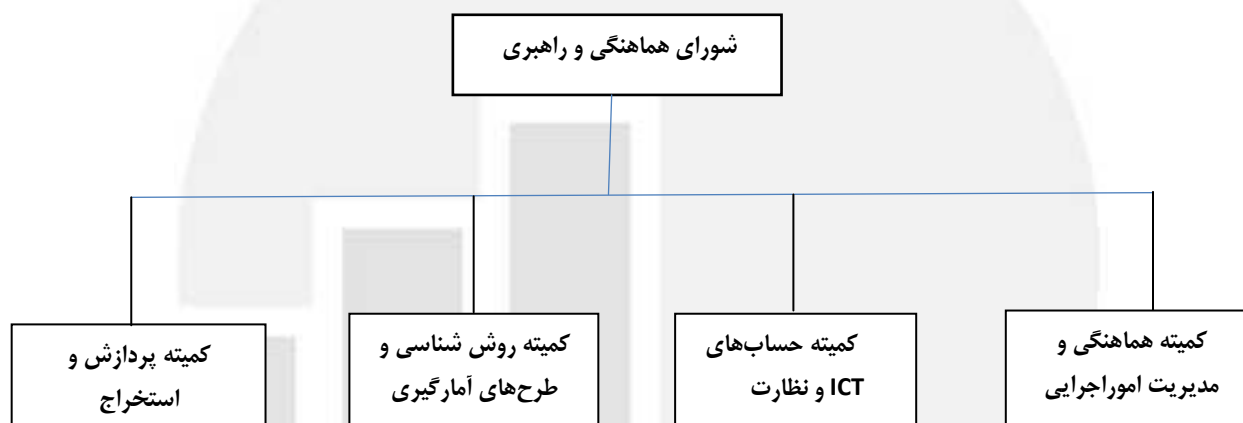 شورای هماهنگی و راهبری
کمیته هماهنگی و
مدیریت اموراجرایی
کمیته حساب‌های
ICT و نظارت
کمیته روش شناسی و
طرح‌های آمارگیری
کمیته پردازش و
استخراج